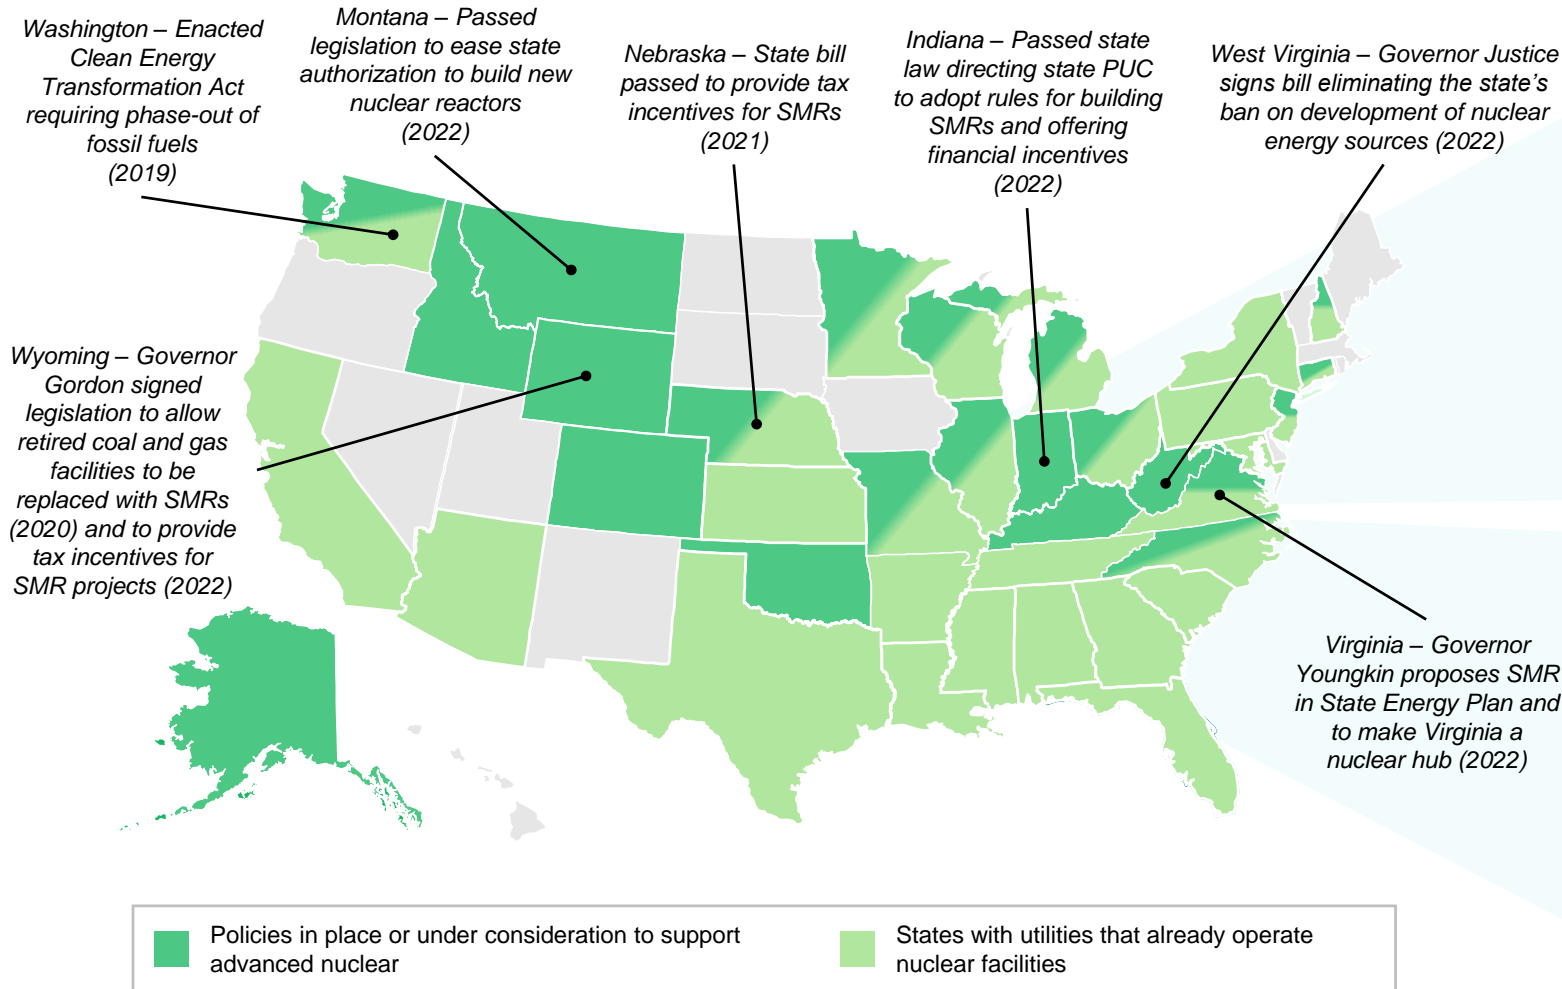 Washington – Enacted
Clean Energy
Transformation Act
requiring phase-out of
fossil fuels
(2019)
Montana – Passed
legislation to ease state
authorization to build new
nuclear reactors
(2022)
Nebraska – State bill
passed to provide tax
incentives for SMRs
(2021)
Indiana – Passed state
law directing state PUC
to adopt rules for building
SMRs and offering
financial incentives
(2022)
West Virginia – Governor Justice
signs bill eliminating the state's
ban on development of nuclear
energy sources (2022)
Wyoming – Governor
Gordon signed
legislation to allow
retired coal and gas
facilities to be
replaced with SMRs
(2020) and to provide
tax incentives for
SMR projects (2022)
Virginia – Governor
Youngkin proposes SMR
in State Energy Plan and
to make Virginia a
nuclear hub (2022)
Policies in place or under consideration to support
advanced nuclear
States with utilities that already operate
nuclear facilities